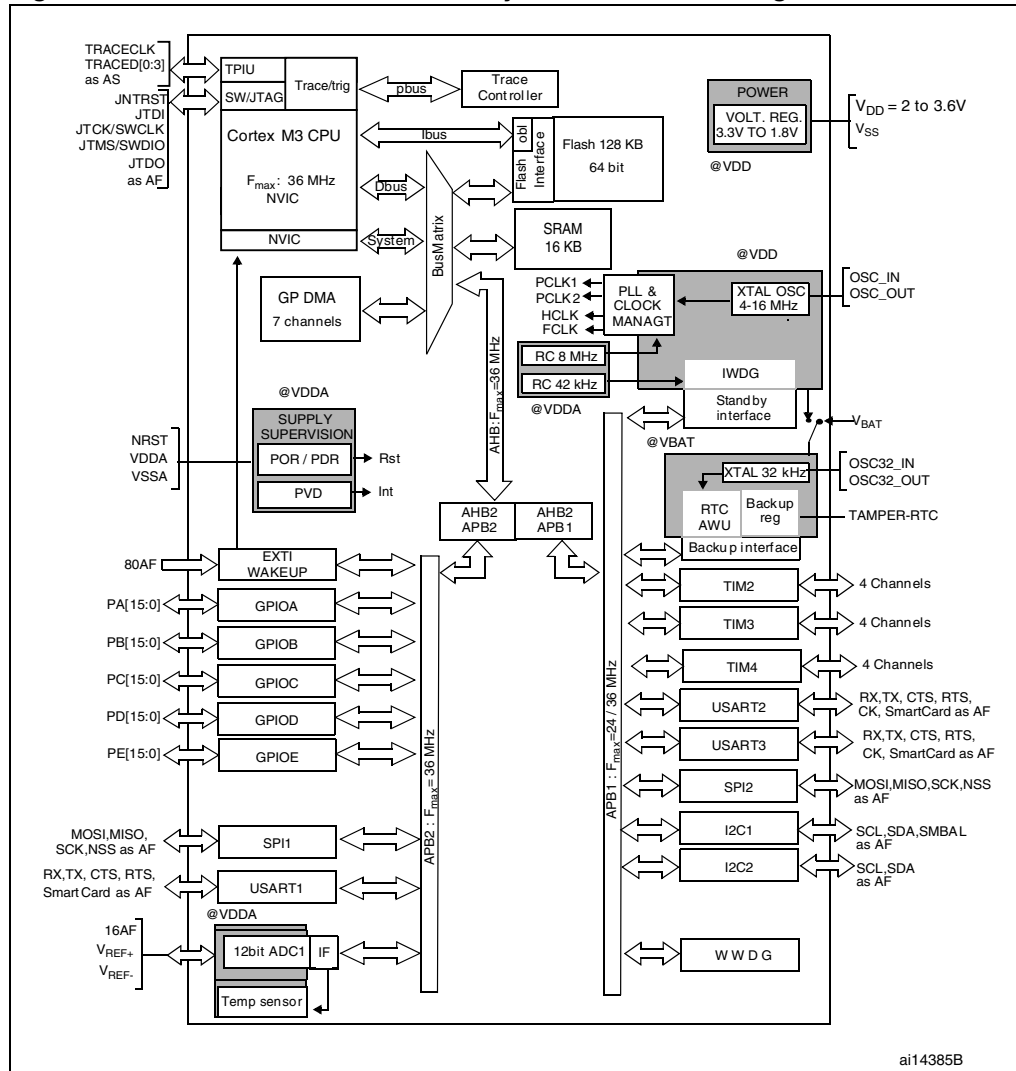 TRACECLK
TRACED[0:3]
as AS
JNTRST
JTDI
JTCK/SWCLK
JTMS/SWDIO
JTDO
as AF
TPIU
SW/JTAG
Trace/trig
Cortex M3 CPU
Fmax: 36 MHz
NVIC
NVIC
pbus
Trace
Controller
Ibus
Dbus
System
BusMatrix
obl
Flash
Interface
Flash 128 KB
64 bit
SRAM
16 KB
POWER
VOLT. REG.
3.3V TO 1.8V
@VDD
VDD = 2 to 3.6V
VSS
GP DMA
7 channels
AHB:Fmax=36 MHz
@VDD
PCLK1
PCLK2
HCLK
FCLK
PLL &
CLOCK
MANAGT
XTAL OSC
4-16 MHz
OSC_IN
OSC_OUT
RC 8 MHz
RC 42 kHz
@VDDA
IWDG
Standby
interface
@VBAT
VBAT
XTAL 32 kHz
OSC32_IN
OSC32_OUT
RTC
AWU
Backup
reg
TAMPER-RTC
Backup interface
@VDDA
SUPPLY
SUPERVISION
NRST
VDDA
VSSA
POR / PDR
Rst
PVD
Int
AHB2
APB2
AHB2
APB1
80AF
EXTI
WAKEUP
PA[15:0]
GPIOA
PB[15:0]
GPIOB
PC[15:0]
GPIOC
PD[15:0]
GPIOD
PE[15:0]
GPIOE
MOSI,MISO,
SCK,NSS as AF
SPI1
RX,TX, CTS, RTS,
SmartCard as AF
USART1
@VDDA
16AF
VREF+
VREF-
12bit ADC1
IF
Temp sensor
APB2 : Fmax= 36 MHz
APB1 : Fmax=24 / 36 MHz
TIM2
4 Channels
TIM3
4 Channels
TIM4
4 Channels
USART2
RX,TX, CTS, RTS,
CK, SmartCard as AF
USART3
RX,TX, CTS, RTS,
CK, SmartCard as AF
SPI2
MOSI,MISO,SCK,NSS
as AF
I2C1
SCL,SDA,SMBAL
as AF
I2C2
SCL,SDA
as AF
WWDG
ai14385B